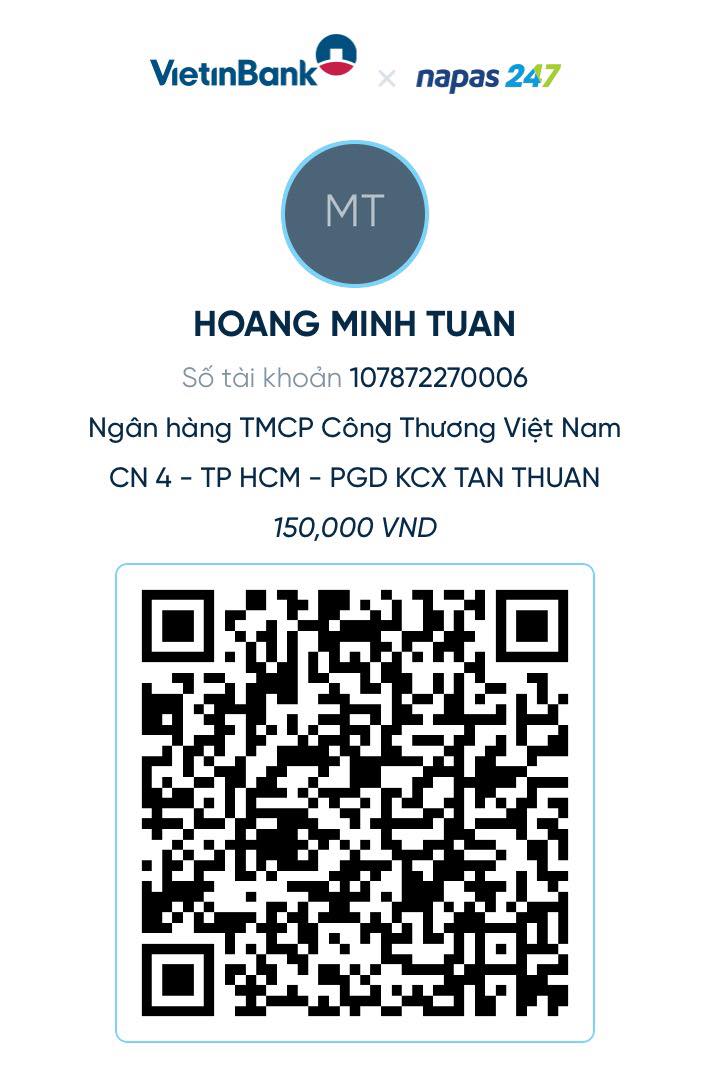 VietinBank × napas 247
MT
HOANG MINH TUAN
Số tài khoản 107872270006
Ngân hàng TMCP Công Thương Việt Nam
CN 4 - TP HCM - PGD KCX TAN THUAN
150,000 VND